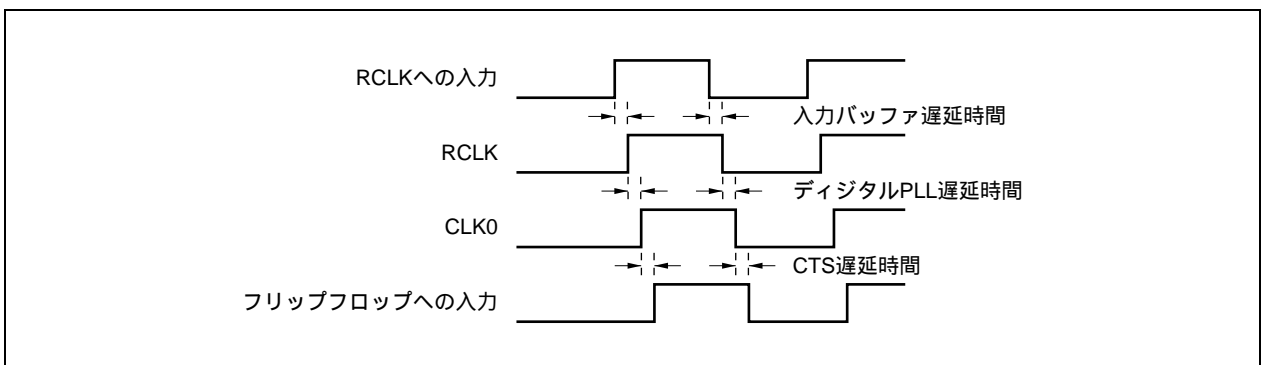 RCLKへの入力
入力バッファ遅延時間
RCLK
ディジタルPLL遅延時間
CLK0
CTS遅延時間
フリップフロップへの入力